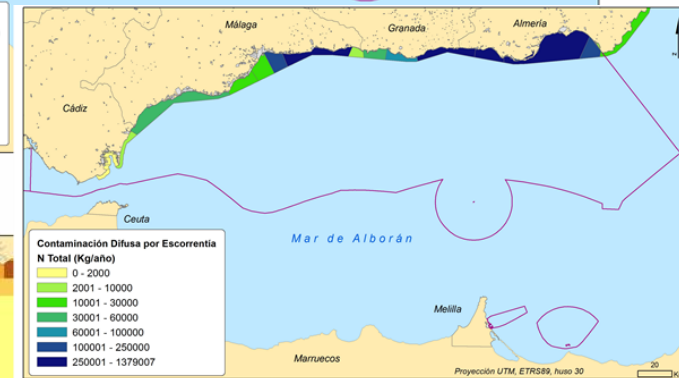 Málaga
Granada
Almería
Cádiz
Ceuta
Mar de Alborán
Contaminación Difusa por Escorrentía
N Total (Kg/año)
0 - 2000
2001 - 10000
10001 - 30000
30001 - 60000
60001 - 100000
100001 - 250000
250001 - 1379007
Melilla
Marruecos
Proyección UTM, ETRS89, huso 30
20